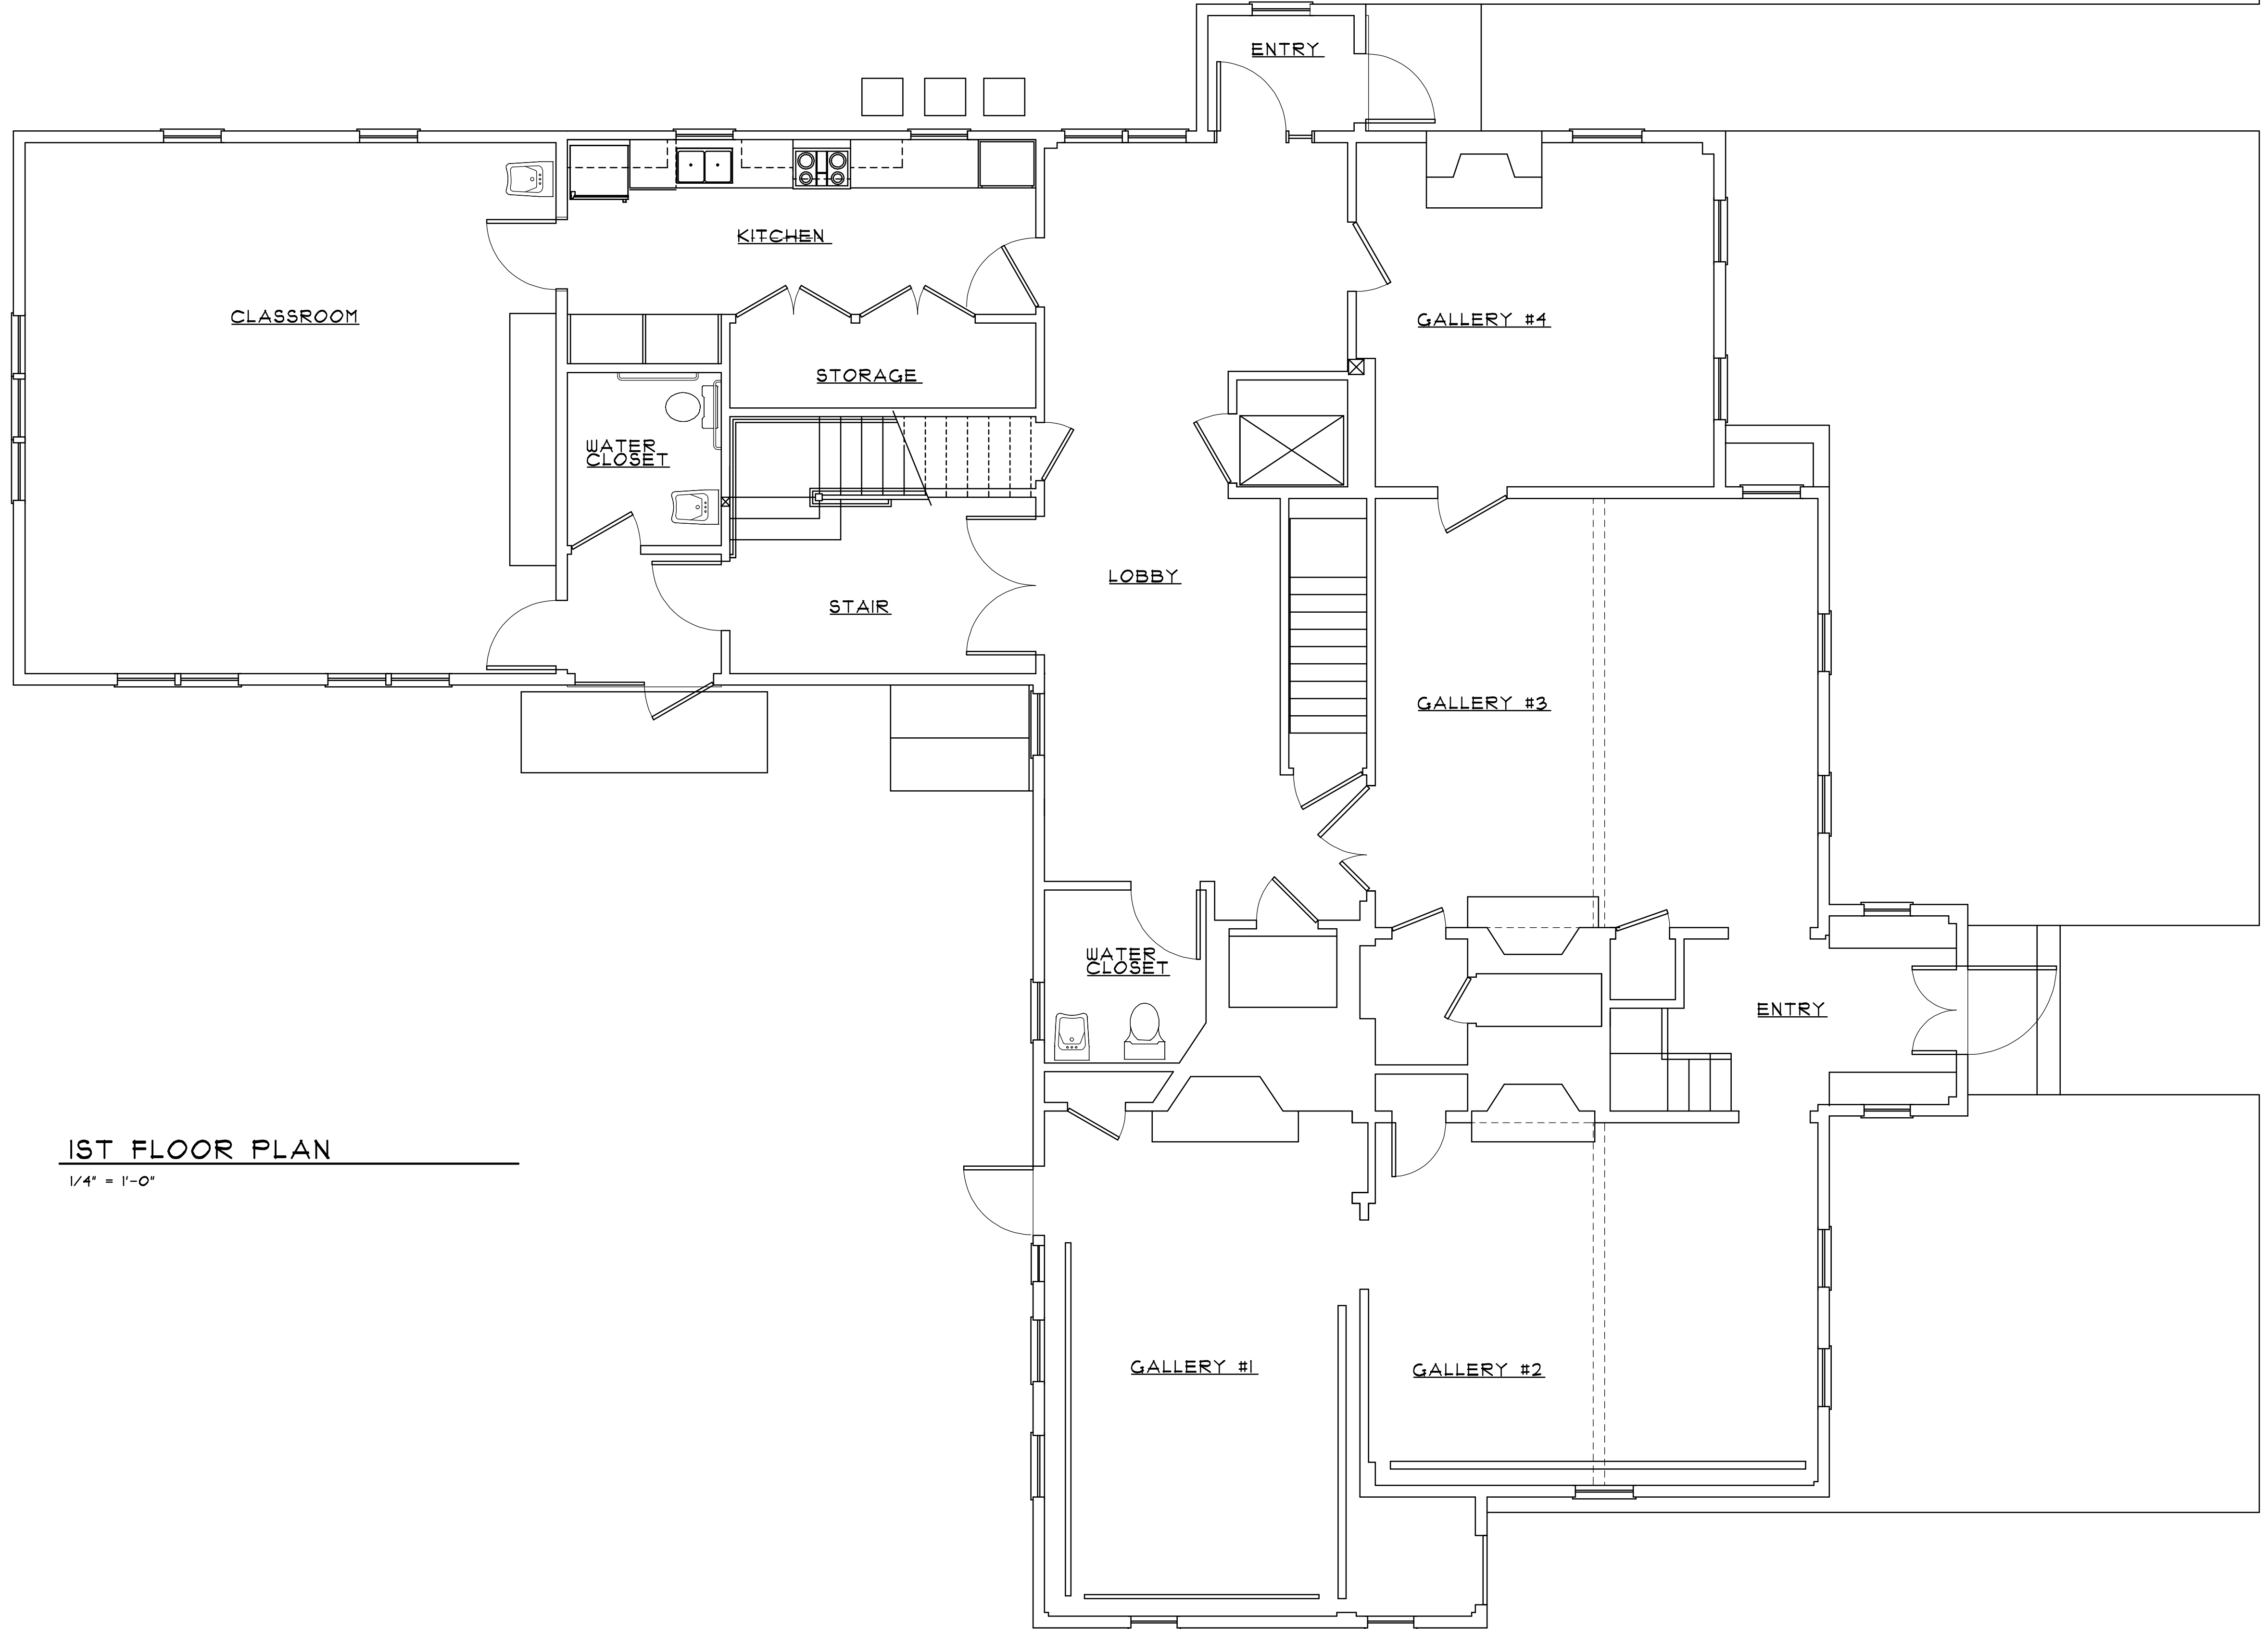 ENTRY
KITCHEN
CLASSROOM
GALLERY #4
STORAGE
WATER
CLOSET
LOBBY
STAIR
GALLERY #3
WATER
CLOSET
ENTRY
1ST FLOOR PLAN
1/4" = 1'-0"
GALLERY #1
GALLERY #2